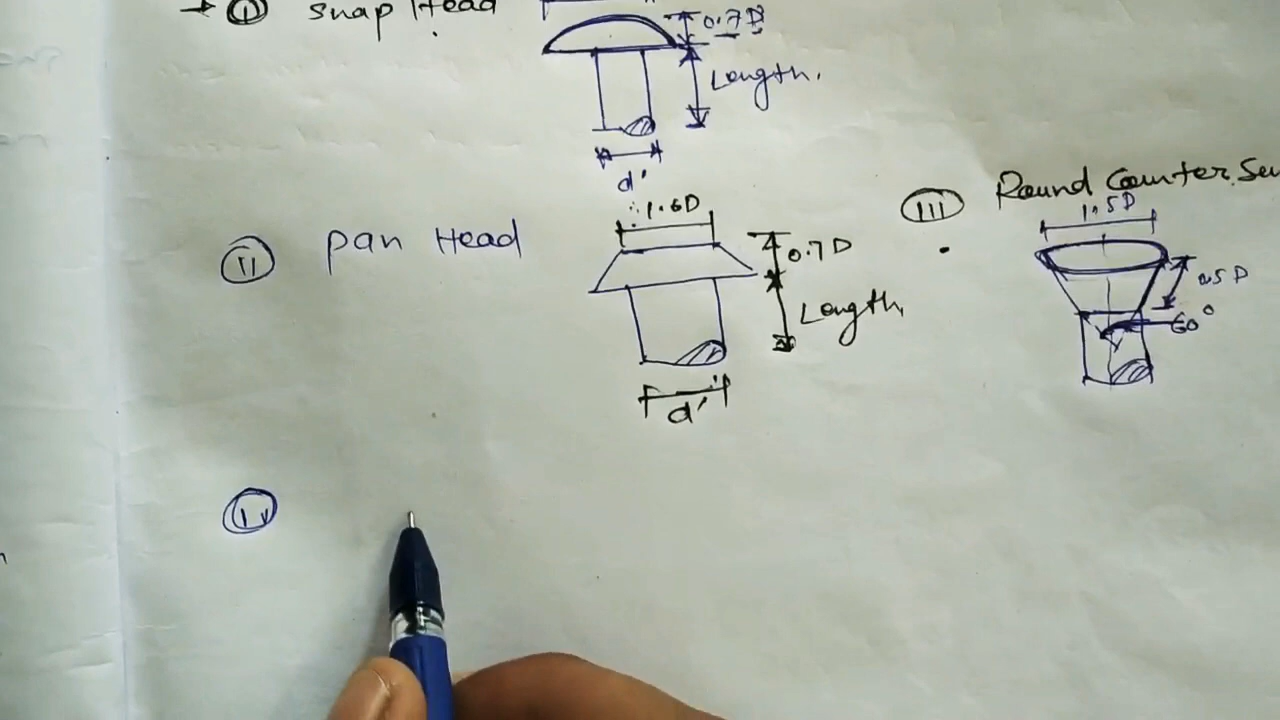 → (I) Snap Head
0.7D
Length.
d'
(II) Pan Head
1.6D
0.7D
Length,
d'
(III) Round Counter. Sun
1.5D
0.5D
60°
(IV)